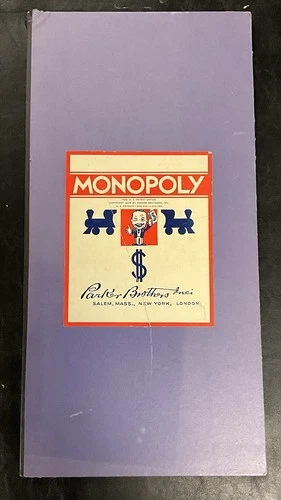 MONOPOLY
$
Parker Brothers Inc.
SALEM, MASS., NEW YORK, LONDON